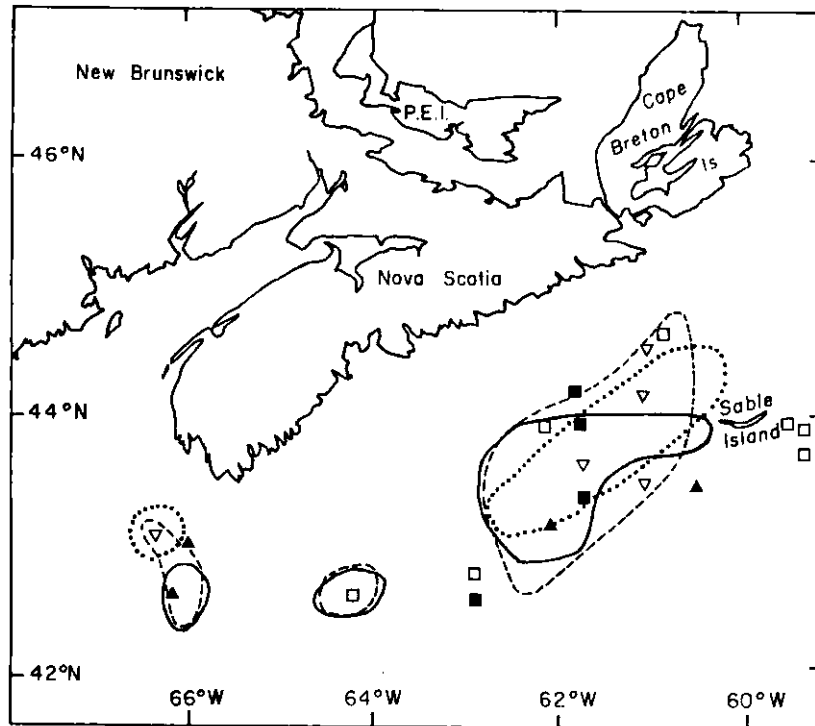 New Brunswick
P.E.I.
Cape
Breton
Is
46°N
Nova Scotia
44°N
Sable
Island
42°N
66°W
64°W
62°W
60°W